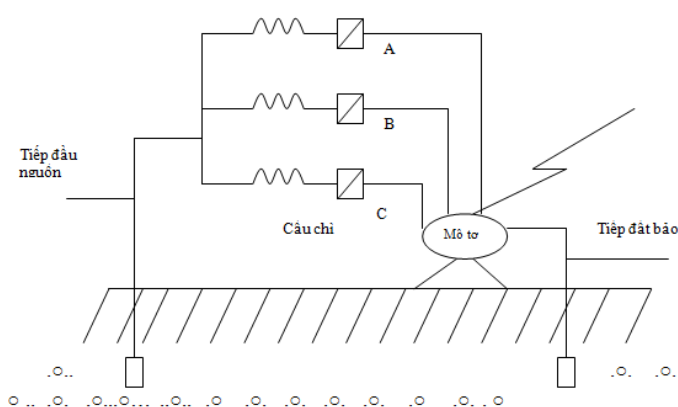 A
B
Tiếp đầu
nguồn
C
Cầu chì
Mô tơ
Tiếp đất bảo